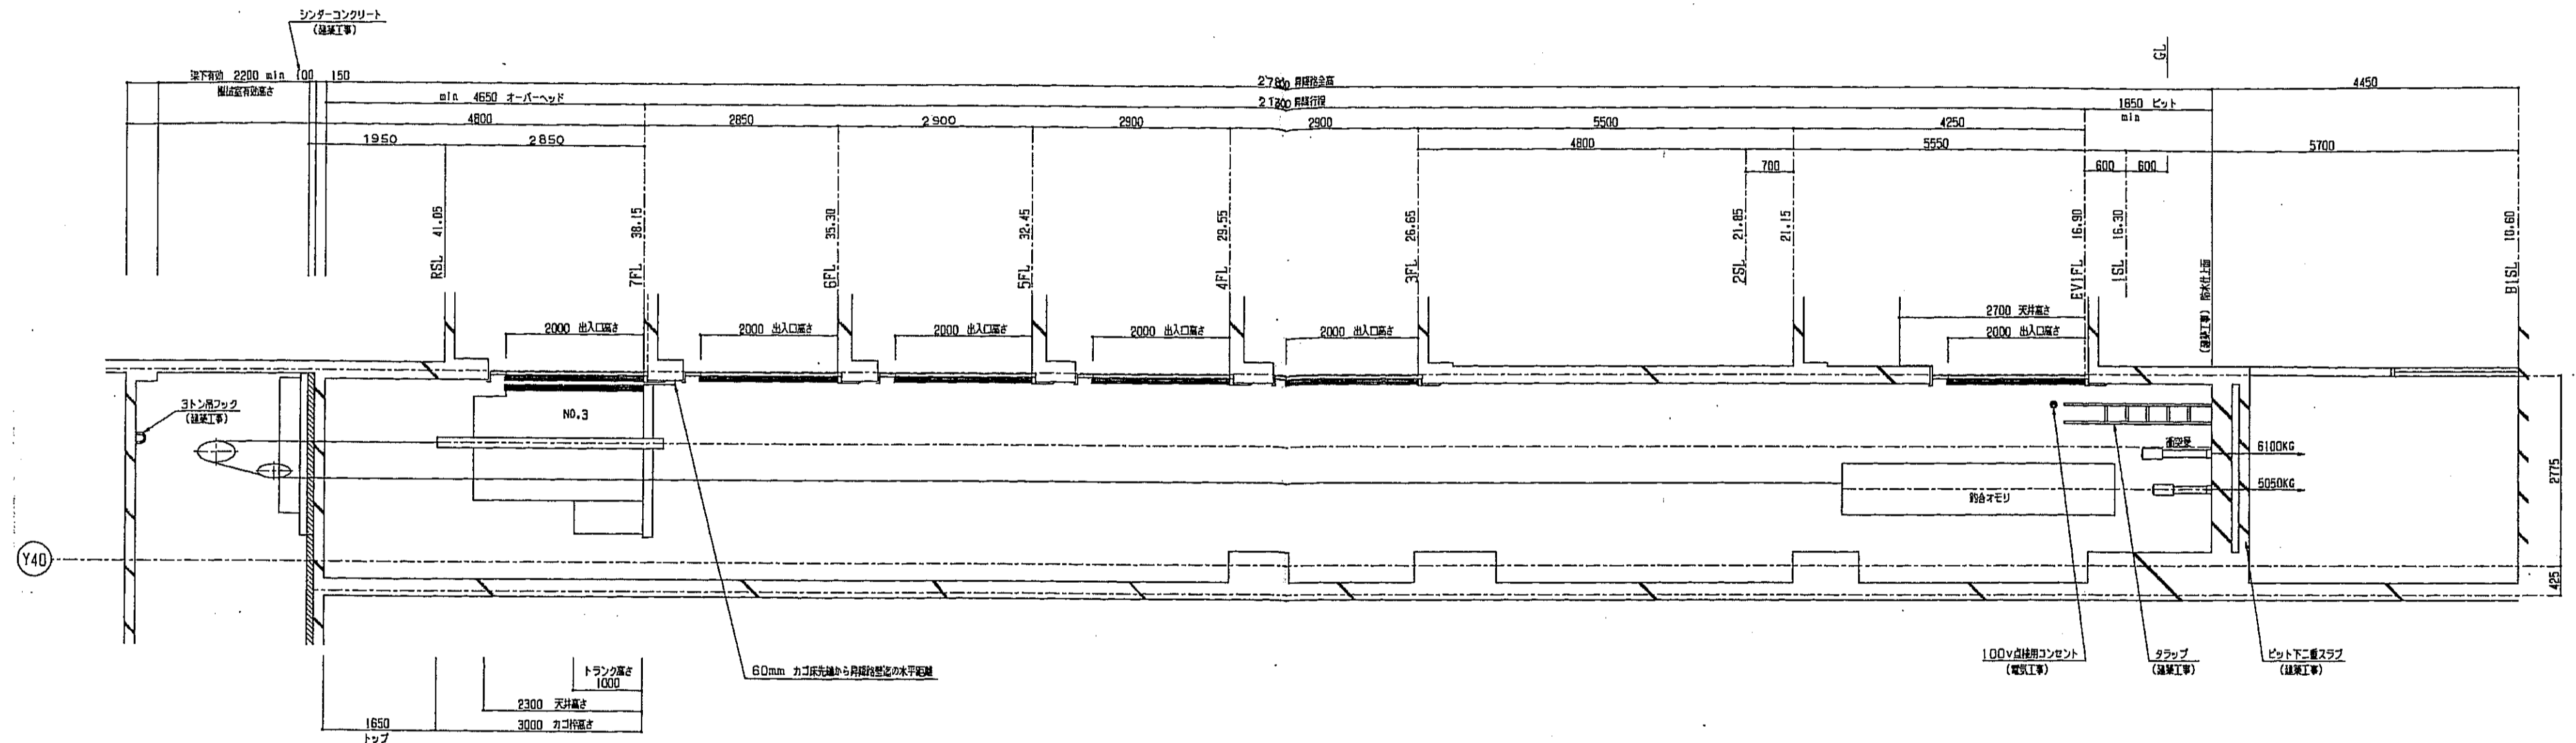 シンダーコンクリート
(建築工事)
GL
梁下有効 2200 min 100 150
機械室有効高さ
27800 昇降路全高
4450
min 4650 オーバーヘッド
21300 昇降行程
1850 ピット
min
4800 2850 2900 2900 2900 5500 4250
1950 2850 4800 5550 5700
700 600 600
RSL 41.05
7FL 38.15
6FL 35.30
5FL 32.45
4FL 29.55
3FL 26.65
2SL 21.85
21.15
EV1FL 16.90
1SL 16.30
(建築工事) 防水仕上面
B1SL 10.60
2700 天井高さ
2000 出入口高さ
2000 出入口高さ
2000 出入口高さ
2000 出入口高さ
2000 出入口高さ
2000 出入口高さ
3トン吊フック
(建築工事)
NO.3
緩衝器
6100KG
釣合オモリ
5050KG
2775
425
Y40
トランク高さ
1000
2300 天井高さ
3000 カゴ枠高さ
1650
トップ
60mm カゴ床先端から昇降路壁迄の水平距離
100v点検用コンセント
(電気工事)
タラップ
(建築工事)
ピット下二重スラブ
(建築工事)